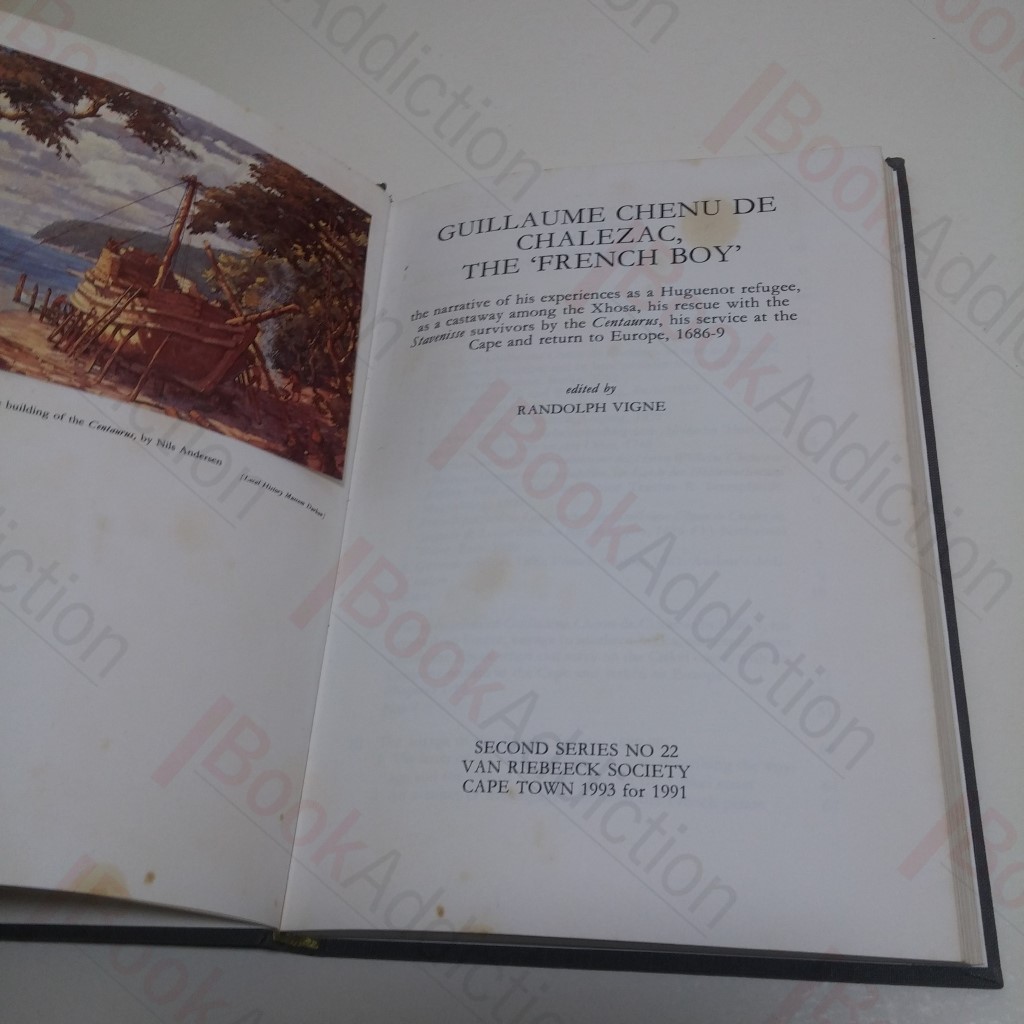 building of the Centaurus, by Nils Andersen
GUILLAUME CHENU DE
CHALEZAC,
THE ‘FRENCH BOY’
the narrative of his experiences as a Huguenot refugee,
as a castaway among the Xhosa, his rescue with the
Stavenisse survivors by the Centaurus, his service at the
Cape and return to Europe, 1686-9
edited by
RANDOLPH VIGNE
SECOND SERIES NO 22
VAN RIEBEECK SOCIETY
CAPE TOWN 1993 for 1991
BookAddiction